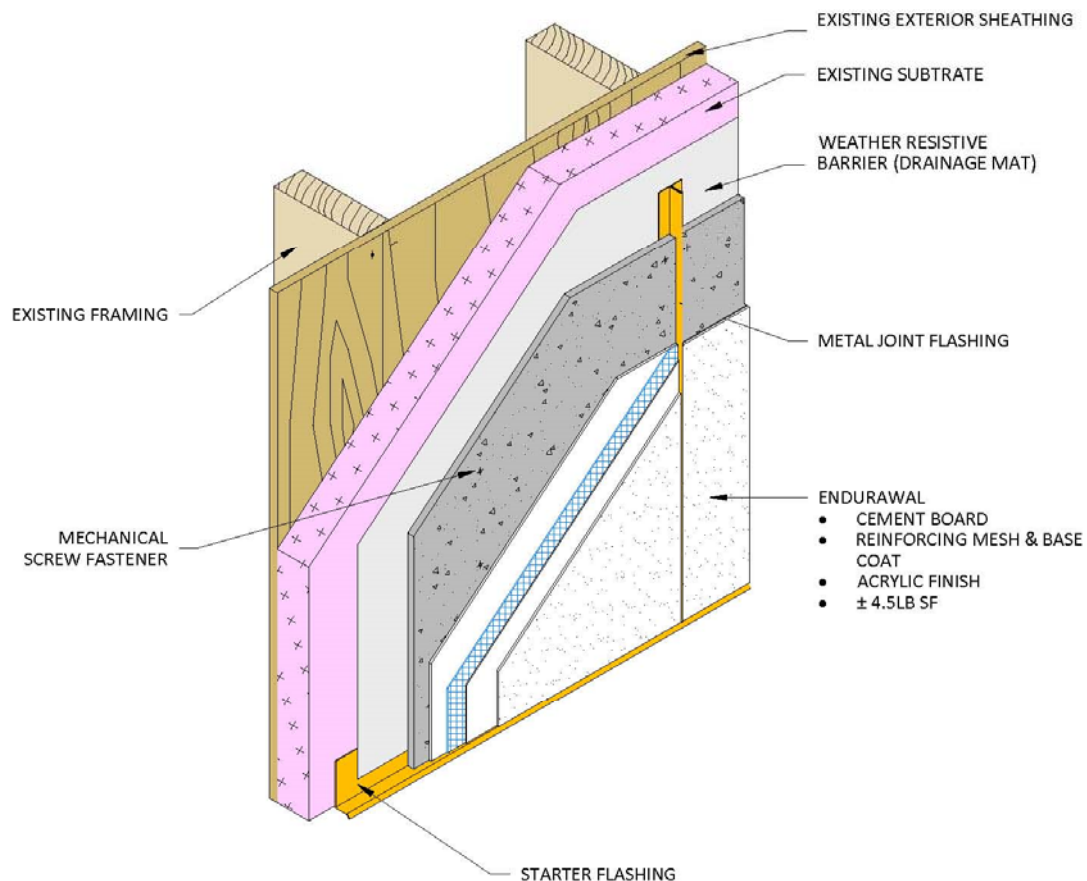 EXISTING EXTERIOR SHEATHING
EXISTING SUBTRATE
WEATHER RESISTIVE
BARRIER (DRAINAGE MAT)
EXISTING FRAMING
METAL JOINT FLASHING
MECHANICAL
SCREW FASTENER
ENDURAWAL
• CEMENT BOARD
• REINFORCING MESH & BASE
COAT
• ACRYLIC FINISH
• ± 4.5LB SF
STARTER FLASHING